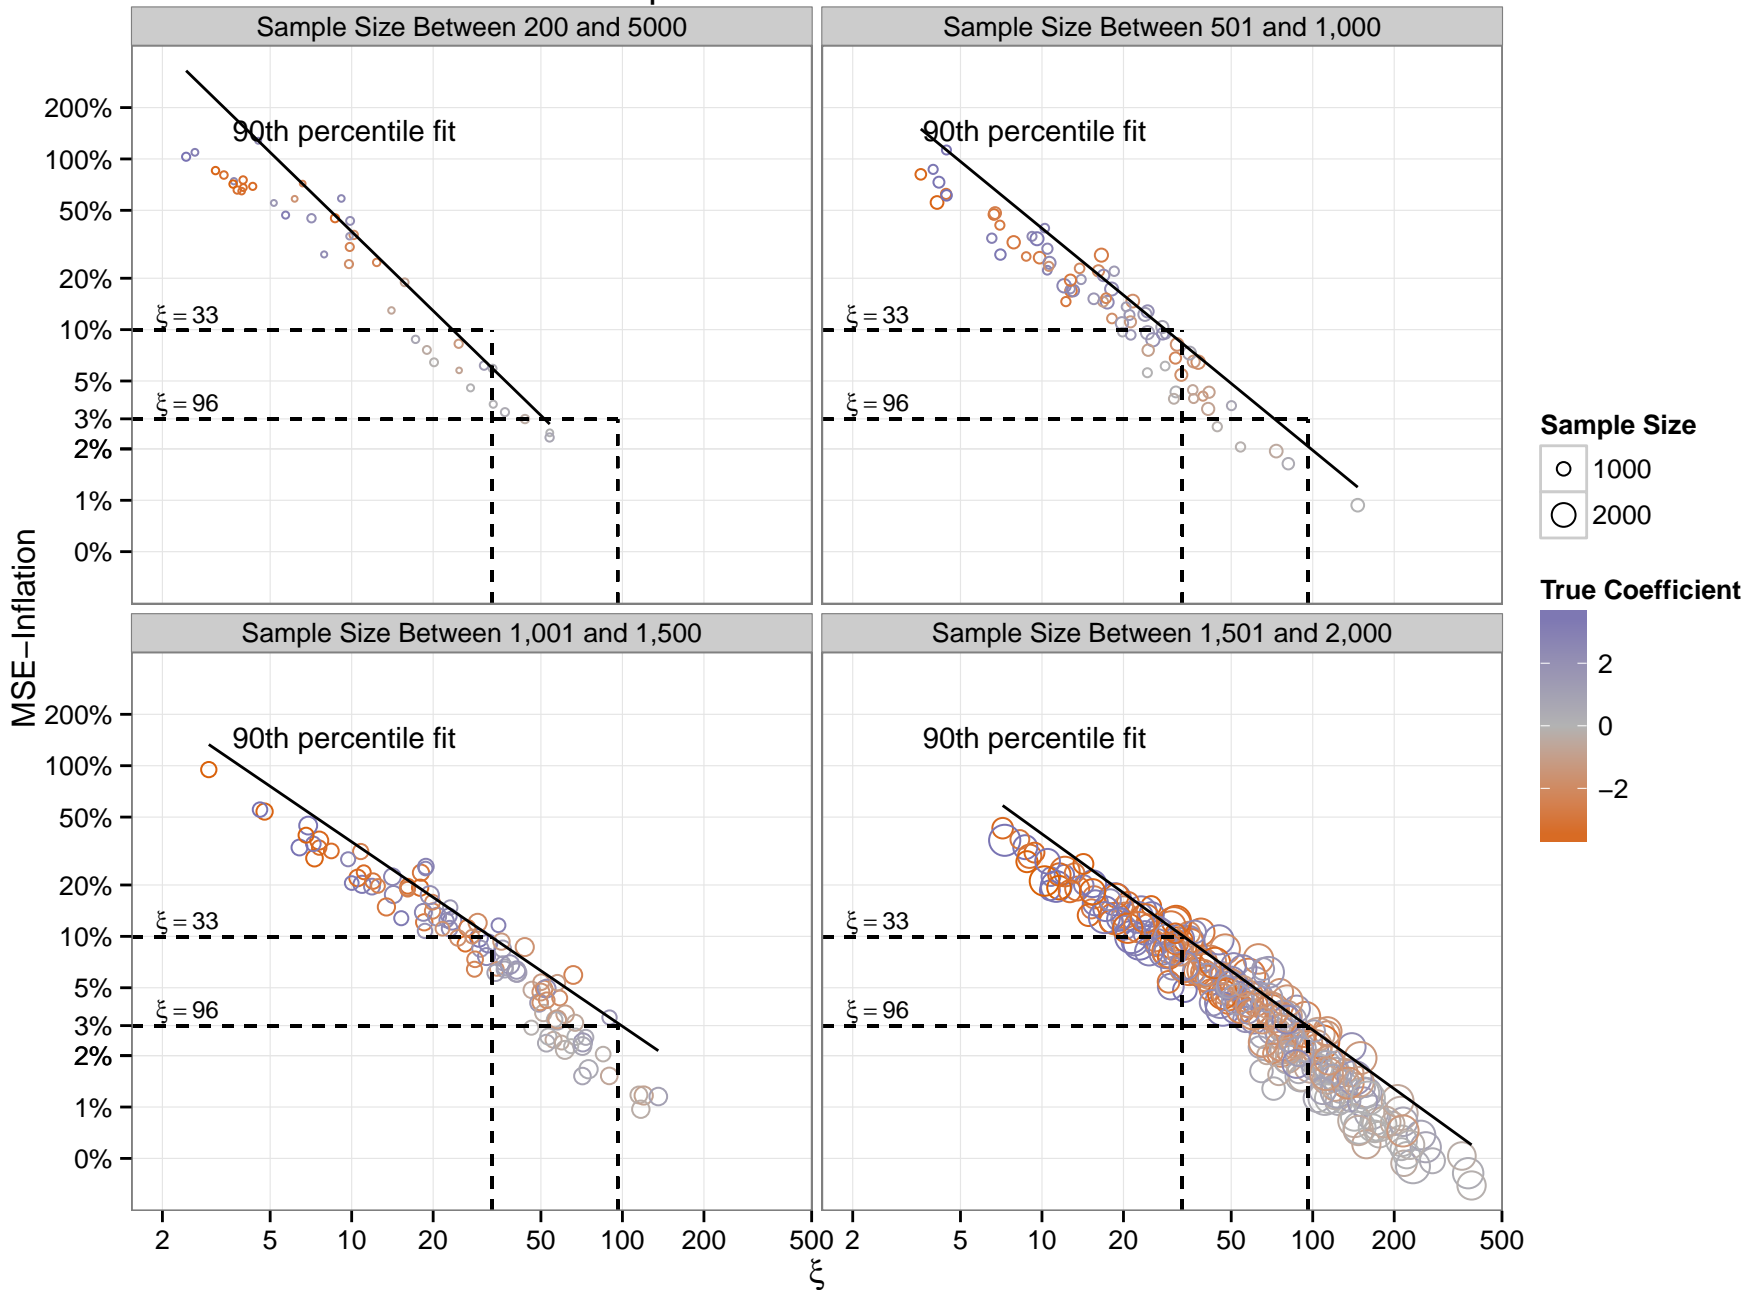 Sample Size Between 200 and 5000
Sample Size Between 501 and 1,000
200%
100%
50%
20%
10%
5%
3%
2%
1%
0%
90th percentile fit
ξ = 33
ξ = 96
90th percentile fit
ξ = 33
ξ = 96
MSE−Inflation
Sample Size Between 1,001 and 1,500
Sample Size Between 1,501 and 2,000
200%
100%
50%
20%
10%
5%
3%
2%
1%
0%
90th percentile fit
ξ = 33
ξ = 96
90th percentile fit
ξ = 33
ξ = 96
2 5 10 20 50 100 200 500
2 5 10 20 50 100 200 500
ξ
Sample Size
1000
2000
True Coefficient
2
0
−2